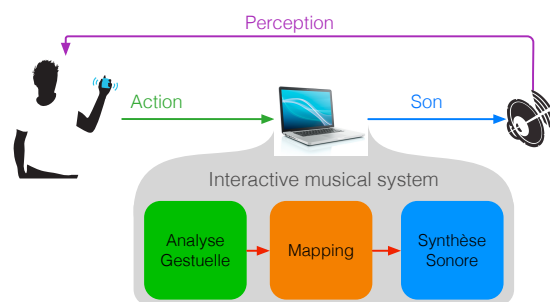 Perception
Action
Son
Interactive musical system
Analyse
Gestuelle
Mapping
Synthèse
Sonore